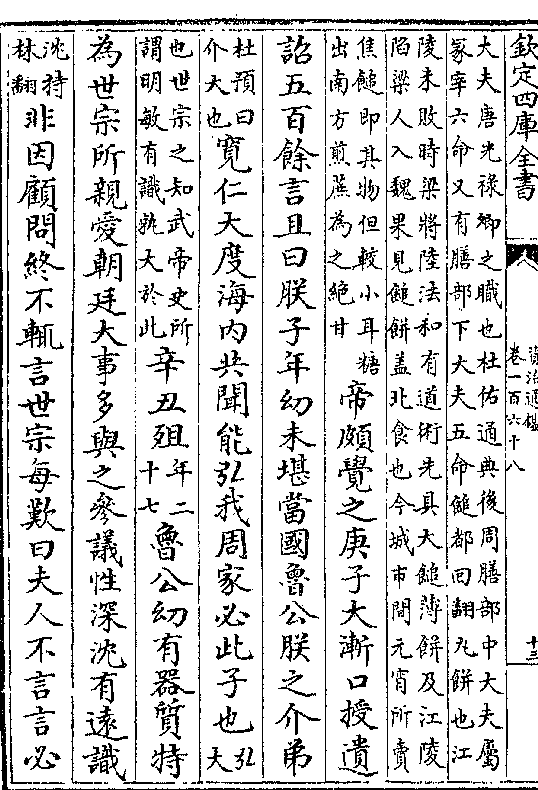 欽定四庫全書
資治通鑑
卷一百六十八
十三
大夫唐光祿卿之職也杜佑通典後周膳部中大夫屬
冢宰六命又有膳部下大夫五命䭔都回翻丸餅也江
陵未敗時梁將陸法和有道術先具大䭔薄餅及江陵
陷梁人入魏果見䭔餅蓋北食也今城市間元宵所賣
焦䭔即其物但較小耳糖
出南方煎蔗為之絕甘
帝頗覺之庚子大漸口授遺
詔五百餘言且曰朕子年幼未堪當國魯公朕之介弟
杜預曰
介大也
寛仁大度海内共聞能弘我周家必此子也
弘
大
也世宗之知武帝史所
謂明敏有識孰大於此
辛丑殂
年二
十七
魯公幼有器質特
為世宗所親愛朝廷大事多與之參議性深沈有遠識
沈持
林翻
非因顧問終不輒言世宗每歎曰夫人不言言必